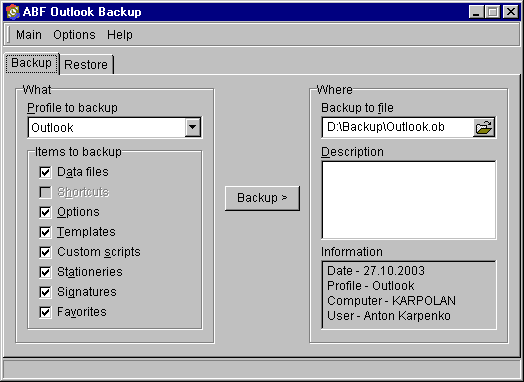 ABF Outlook Backup
Main Options Help
Backup Restore
What
Profile to backup
Outlook
Items to backup
Data files
Shortcuts
Options
Templates
Custom scripts
Stationeries
Signatures
Favorites
Backup >
Where
Backup to file
D:\Backup\Outlook.ob
Description
Information
Date - 27.10.2003
Profile - Outlook
Computer - KARPOLAN
User - Anton Karpenko